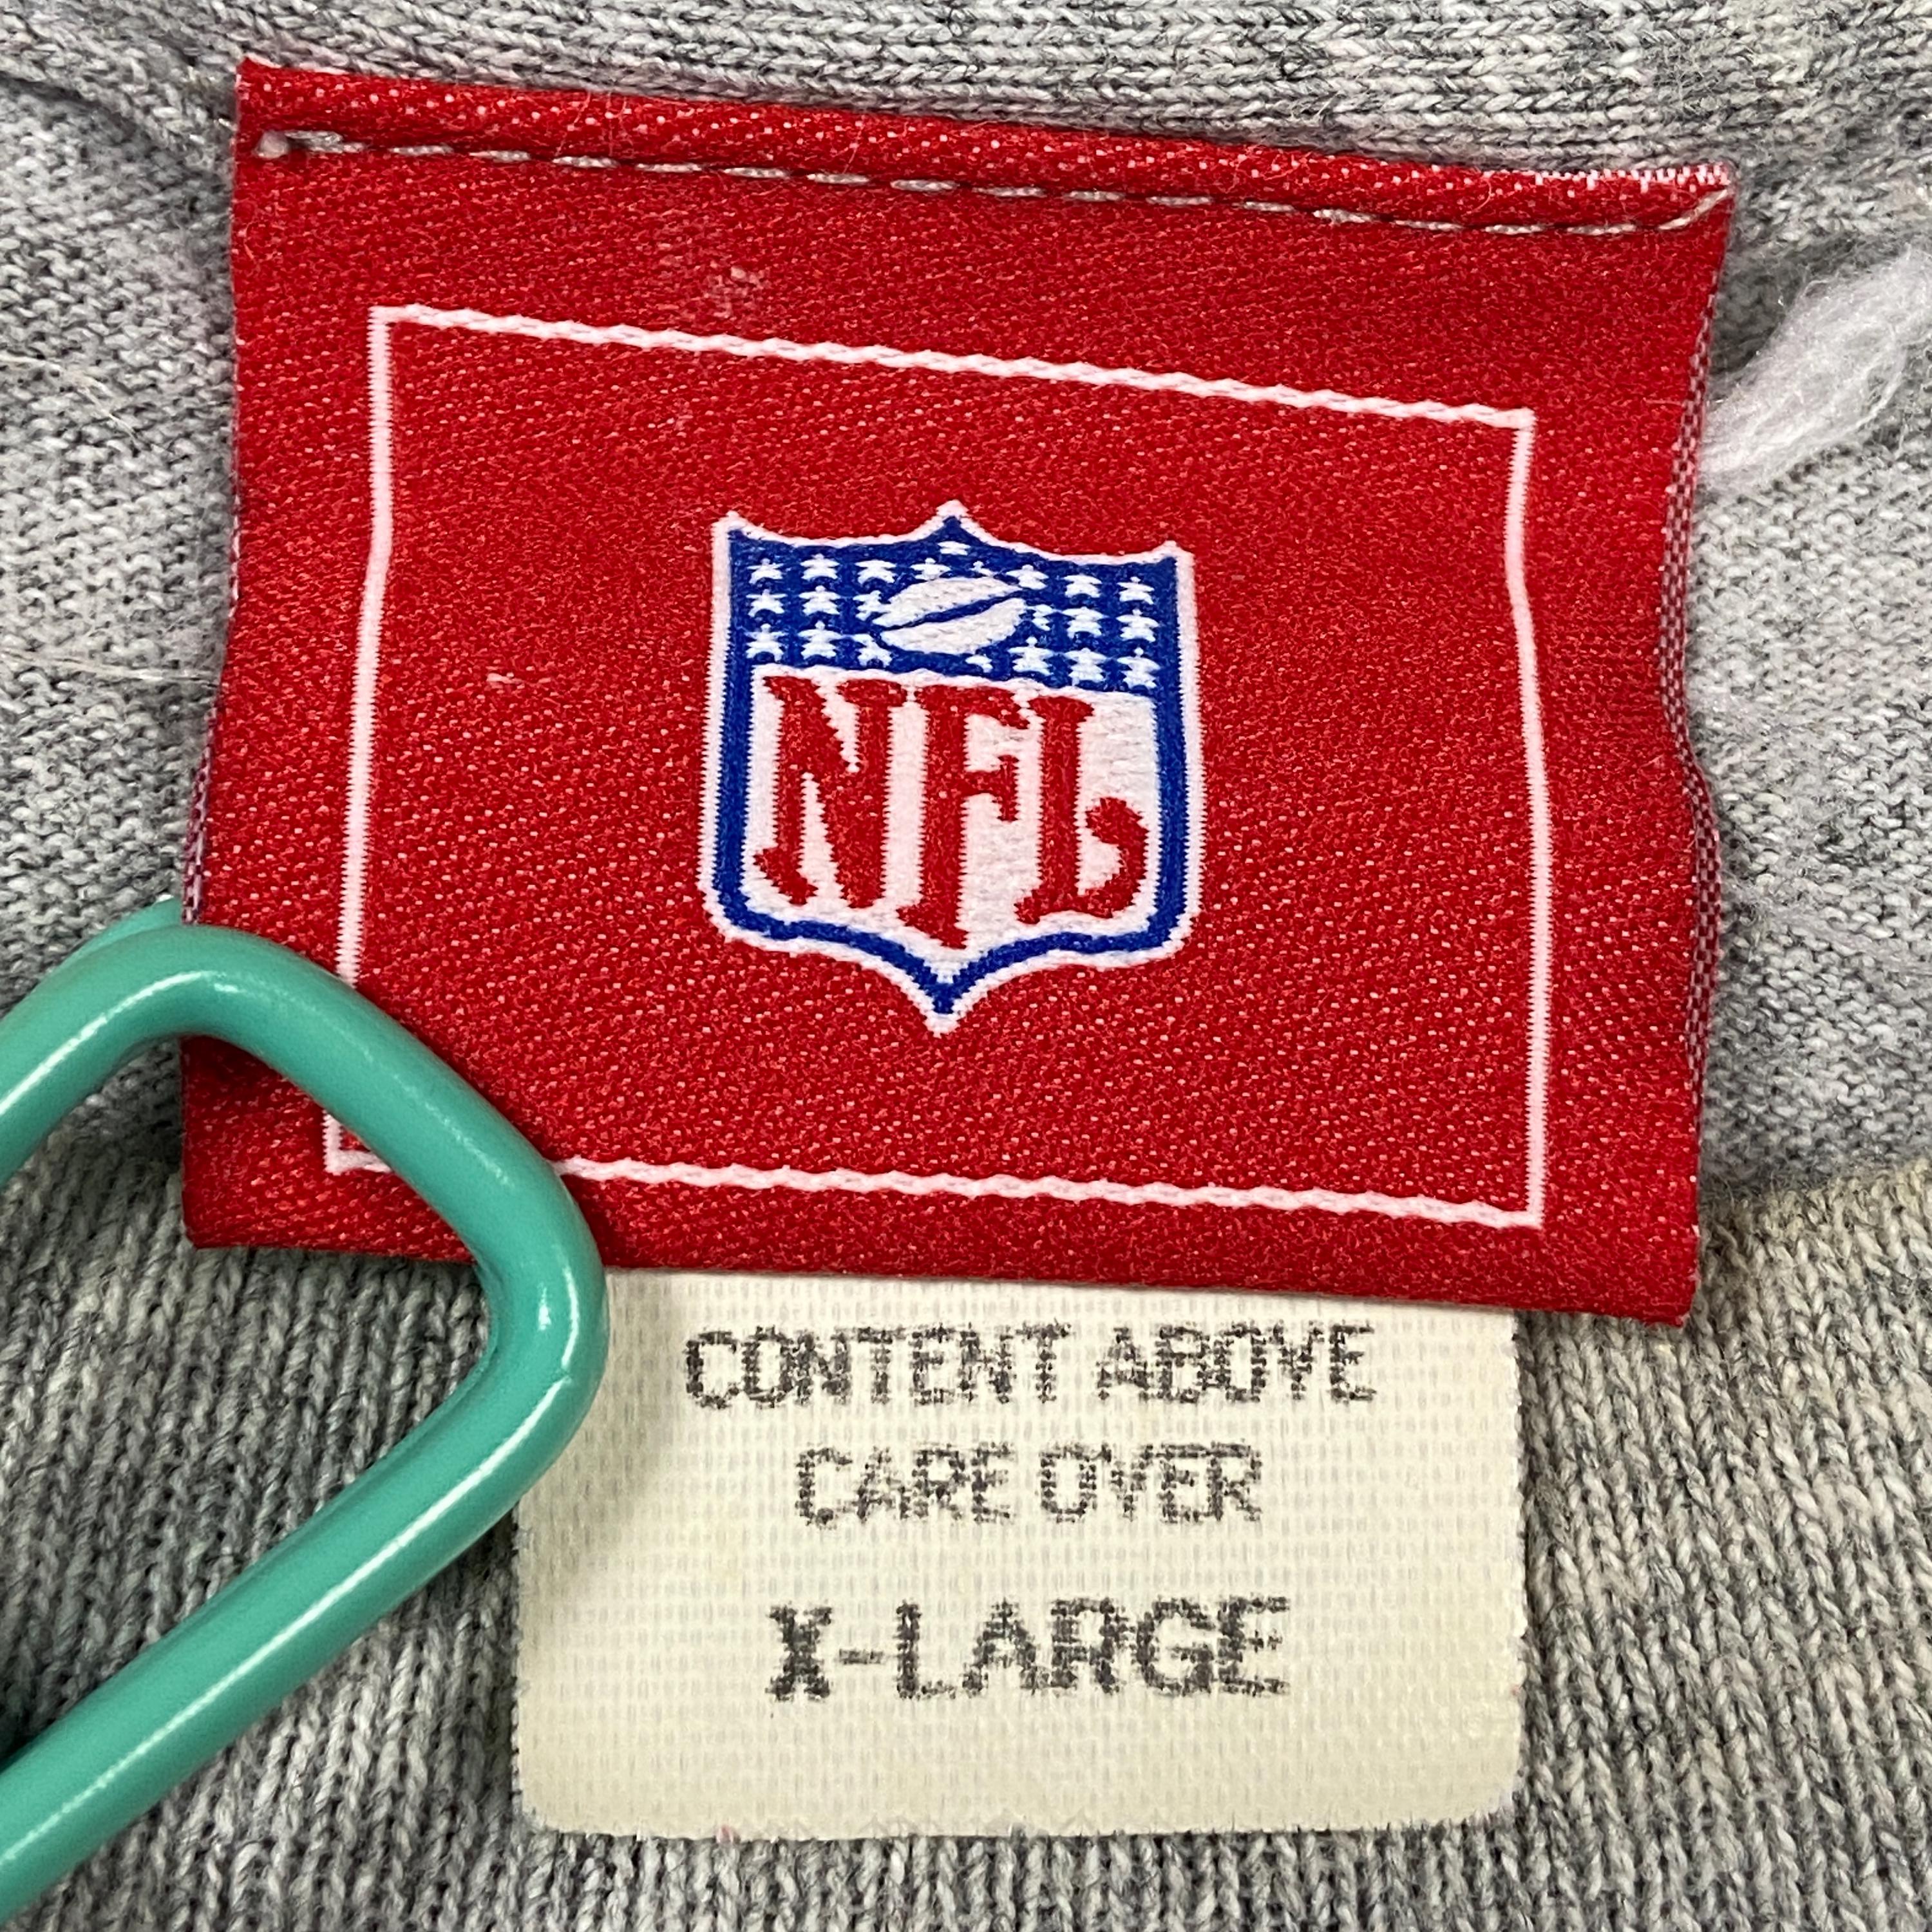 NFL
CONTENT ABOVE
CARE OVER
X-LARGE